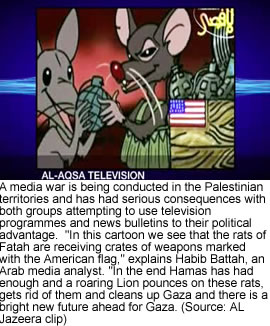 الأقصى
AL-AQSA TELEVISION
A media war is being conducted in the Palestinian
territories and has had serious consequences with
both groups attempting to use television
programmes and news bulletins to their political
advantage.  "In this cartoon we see that the rats of
Fatah are receiving crates of weapons marked
with the American flag," explains Habib Battah, an
Arab media analyst. "In the end Hamas has had
enough and a roaring Lion pounces on these rats,
gets rid of them and cleans up Gaza and there is a
bright new future ahead for Gaza. (Source: AL
Jazeera clip)